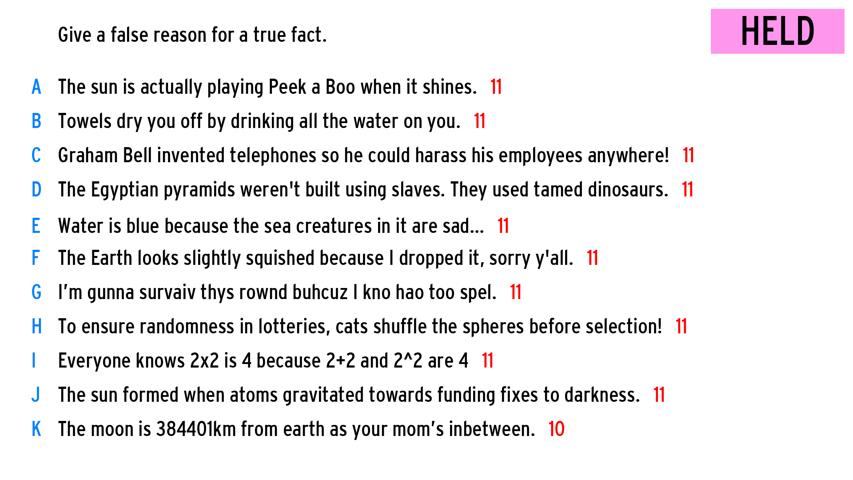 Give a false reason for a true fact.
HELD
A The sun is actually playing Peek a Boo when it shines. 11
B Towels dry you off by drinking all the water on you. 11
C Graham Bell invented telephones so he could harass his employees anywhere! 11
D The Egyptian pyramids weren't built using slaves. They used tamed dinosaurs. 11
E Water is blue because the sea creatures in it are sad... 11
F The Earth looks slightly squished because I dropped it, sorry y'all. 11
G I’m gunna survaiv thys rownd buhcuz I kno hao too spel. 11
H To ensure randomness in lotteries, cats shuffle the spheres before selection! 11
I Everyone knows 2x2 is 4 because 2+2 and 2^2 are 4 11
J The sun formed when atoms gravitated towards funding fixes to darkness. 11
K The moon is 384401km from earth as your mom’s inbetween. 10